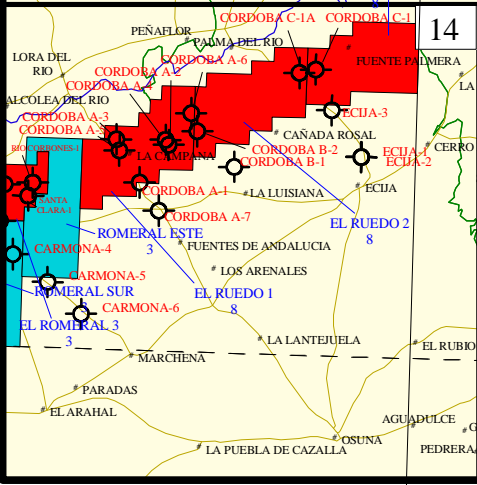 CORDOBA C-1A
CORDOBA C-1
14
PEÑAFLOR
PALMA DEL RIO
LORA DEL
RIO
CORDOBA A-6
FUENTE PALMERA
CORDOBA A-2
CORDOBA A-4
LA
ALCOLEA DEL RIO
CORDOBA A-3
ECIJA-3
CORDOBA A-5
CAÑADA ROSAL
RIOCORBONES-1
LA CAMPANA
CORDOBA B-2
ECIJA-1
CERRO
CORDOBA B-1
ECIJA-2
CORDOBA A-1
LA LUISIANA
ECIJA
SANTA
CLARA-1
CORDOBA A-7
EL RUEDO 2
8
ROMERAL ESTE
3
CARMONA-4
FUENTES DE ANDALUCIA
LOS ARENALES
CARMONA-5
ROMERAL SUR
EL RUEDO 1
8
CARMONA-6
EL ROMERAL 3
3
LA LANTEJUELA
EL RUBIO
MARCHENA
PARADAS
EL ARAHAL
AGUADULCE
G
OSUNA
LA PUEBLA DE CAZALLA
PEDRERA